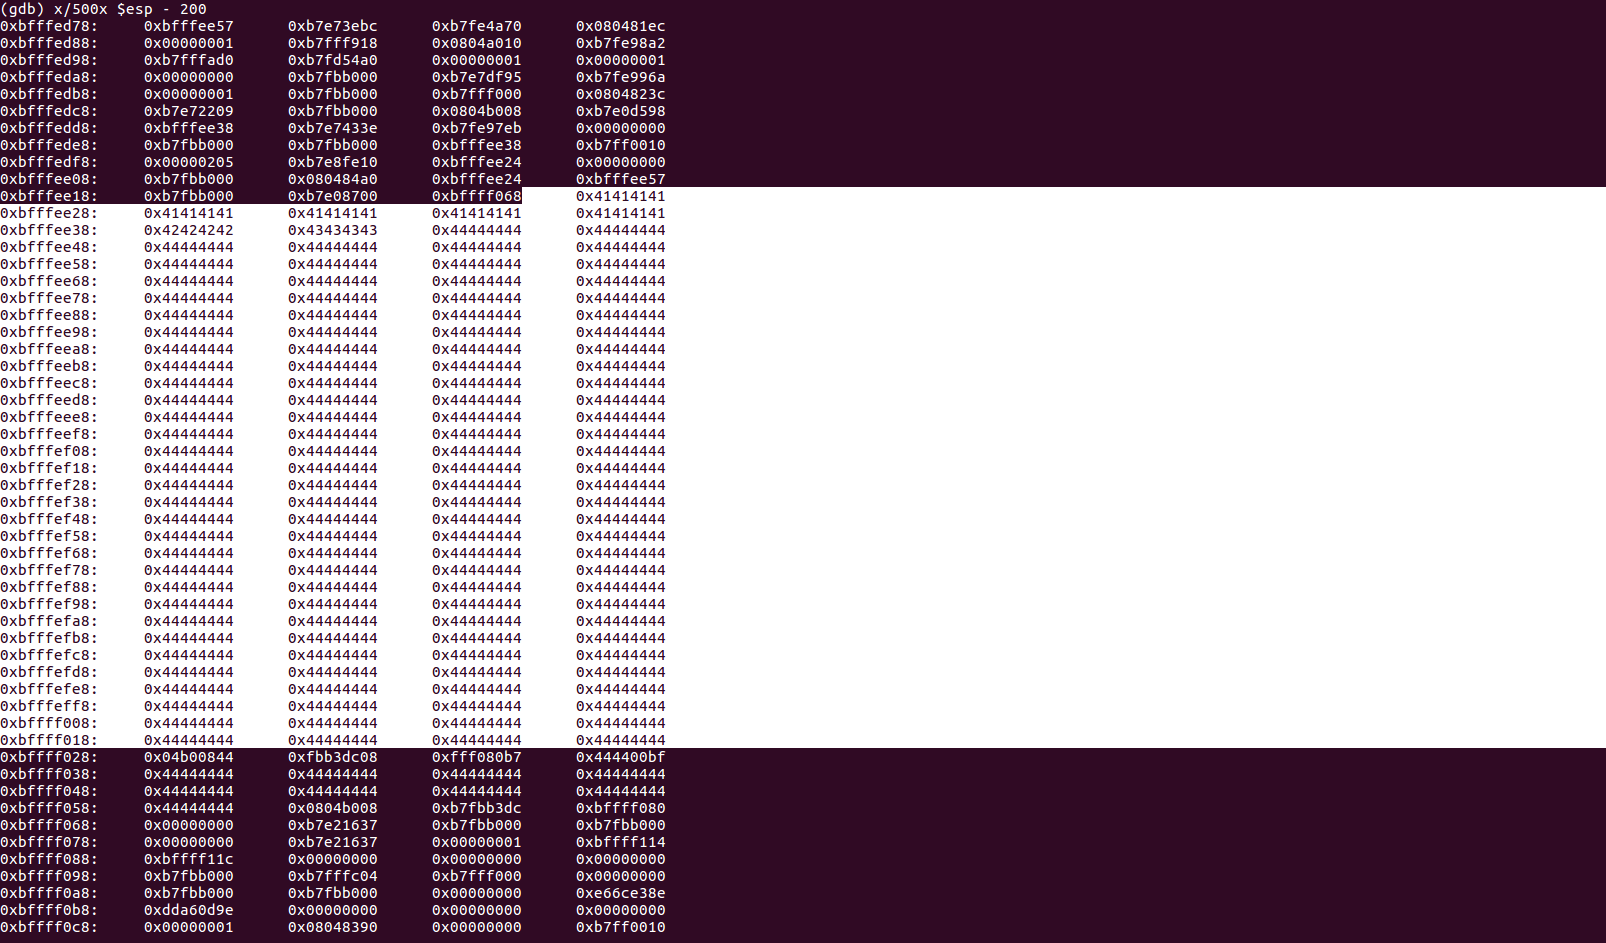 (gdb) x/500x $esp - 200
0xbfffed78: 0xbfffee57 0xb7e73ebc 0xb7fe4a70 0x080481ec
0xbfffed88: 0x00000001 0xb7fff918 0x0804a010 0xb7fe98a2
0xbfffed98: 0xb7fffad0 0xb7fd54a0 0x00000001 0x00000001
0xbfffeda8: 0x00000000 0xb7fbb000 0xb7e7df95 0xb7fe996a
0xbfffedb8: 0x00000001 0xb7fbb000 0xb7fff000 0x0804823c
0xbfffedc8: 0xb7e72209 0xb7fbb000 0x0804b008 0xb7e0d598
0xbfffedd8: 0xbfffee38 0xb7e7433e 0xb7fe97eb 0x00000000
0xbfffede8: 0xb7fbb000 0xb7fbb000 0xbfffee38 0xb7ff0010
0xbfffedf8: 0x00000205 0xb7e8fe10 0xbfffee24 0x00000000
0xbfffee08: 0xb7fbb000 0x080484a0 0xbfffee24 0xbfffee57
0xbfffee18: 0xb7fbb000 0xb7e08700 0xbffff068 0x41414141
0xbfffee28: 0x41414141 0x41414141 0x41414141 0x41414141
0xbfffee38: 0x42424242 0x43434343 0x44444444 0x44444444
0xbfffee48: 0x44444444 0x44444444 0x44444444 0x44444444
0xbfffee58: 0x44444444 0x44444444 0x44444444 0x44444444
0xbfffee68: 0x44444444 0x44444444 0x44444444 0x44444444
0xbfffee78: 0x44444444 0x44444444 0x44444444 0x44444444
0xbfffee88: 0x44444444 0x44444444 0x44444444 0x44444444
0xbfffee98: 0x44444444 0x44444444 0x44444444 0x44444444
0xbfffeea8: 0x44444444 0x44444444 0x44444444 0x44444444
0xbfffeeb8: 0x44444444 0x44444444 0x44444444 0x44444444
0xbfffeec8: 0x44444444 0x44444444 0x44444444 0x44444444
0xbfffeed8: 0x44444444 0x44444444 0x44444444 0x44444444
0xbfffeee8: 0x44444444 0x44444444 0x44444444 0x44444444
0xbfffeef8: 0x44444444 0x44444444 0x44444444 0x44444444
0xbfffef08: 0x44444444 0x44444444 0x44444444 0x44444444
0xbfffef18: 0x44444444 0x44444444 0x44444444 0x44444444
0xbfffef28: 0x44444444 0x44444444 0x44444444 0x44444444
0xbfffef38: 0x44444444 0x44444444 0x44444444 0x44444444
0xbfffef48: 0x44444444 0x44444444 0x44444444 0x44444444
0xbfffef58: 0x44444444 0x44444444 0x44444444 0x44444444
0xbfffef68: 0x44444444 0x44444444 0x44444444 0x44444444
0xbfffef78: 0x44444444 0x44444444 0x44444444 0x44444444
0xbfffef88: 0x44444444 0x44444444 0x44444444 0x44444444
0xbfffef98: 0x44444444 0x44444444 0x44444444 0x44444444
0xbfffefa8: 0x44444444 0x44444444 0x44444444 0x44444444
0xbfffefb8: 0x44444444 0x44444444 0x44444444 0x44444444
0xbfffefc8: 0x44444444 0x44444444 0x44444444 0x44444444
0xbfffefd8: 0x44444444 0x44444444 0x44444444 0x44444444
0xbfffefe8: 0x44444444 0x44444444 0x44444444 0x44444444
0xbfffeff8: 0x44444444 0x44444444 0x44444444 0x44444444
0xbffff008: 0x44444444 0x44444444 0x44444444 0x44444444
0xbffff018: 0x44444444 0x44444444 0x44444444 0x44444444
0xbffff028: 0x04b00844 0xfbb3dc08 0xfff080b7 0x444400bf
0xbffff038: 0x44444444 0x44444444 0x44444444 0x44444444
0xbffff048: 0x44444444 0x44444444 0x44444444 0x44444444
0xbffff058: 0x44444444 0x0804b008 0xb7fbb3dc 0xbffff080
0xbffff068: 0x00000000 0xb7e21637 0xb7fbb000 0xb7fbb000
0xbffff078: 0x00000000 0xb7e21637 0x00000001 0xbffff114
0xbffff088: 0xbffff11c 0x00000000 0x00000000 0x00000000
0xbffff098: 0xb7fbb000 0xb7fffc04 0xb7fff000 0x00000000
0xbffff0a8: 0xb7fbb000 0xb7fbb000 0x00000000 0xe66ce38e
0xbffff0b8: 0xdda60d9e 0x00000000 0x00000000 0x00000000
0xbffff0c8: 0x00000001 0x08048390 0x00000000 0xb7ff0010